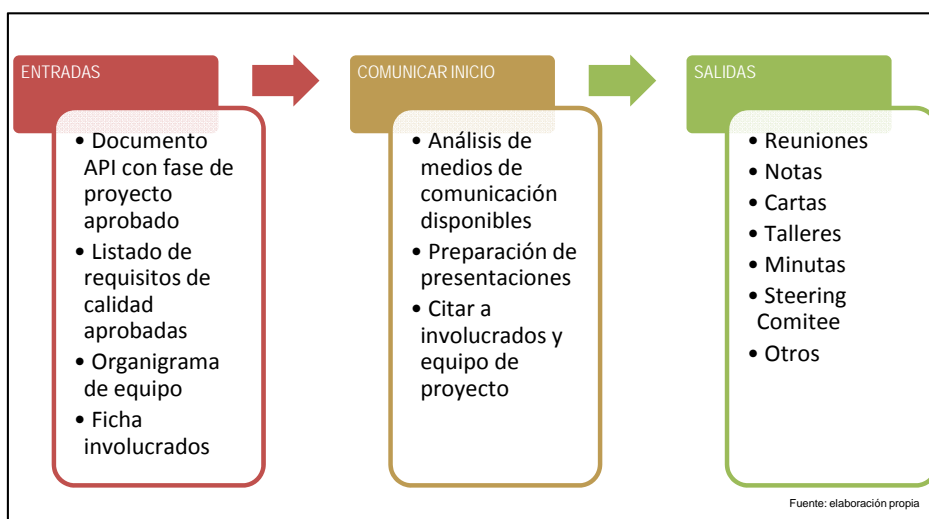 ENTRADAS
• Documento
API con fase de
proyecto
aprobado
• Listado de
requisitos de
calidad
aprobadas
• Organigrama
de equipo
• Ficha
involucrados
COMUNICAR INICIO
• Análisis de
medios de
comunicación
disponibles
• Preparación de
presentaciones
• Citar a
involucrados y
equipo de
proyecto
SALIDAS
• Reuniones
• Notas
• Cartas
• Talleres
• Minutas
• Steering
Comitee
• Otros
Fuente: elaboración propia